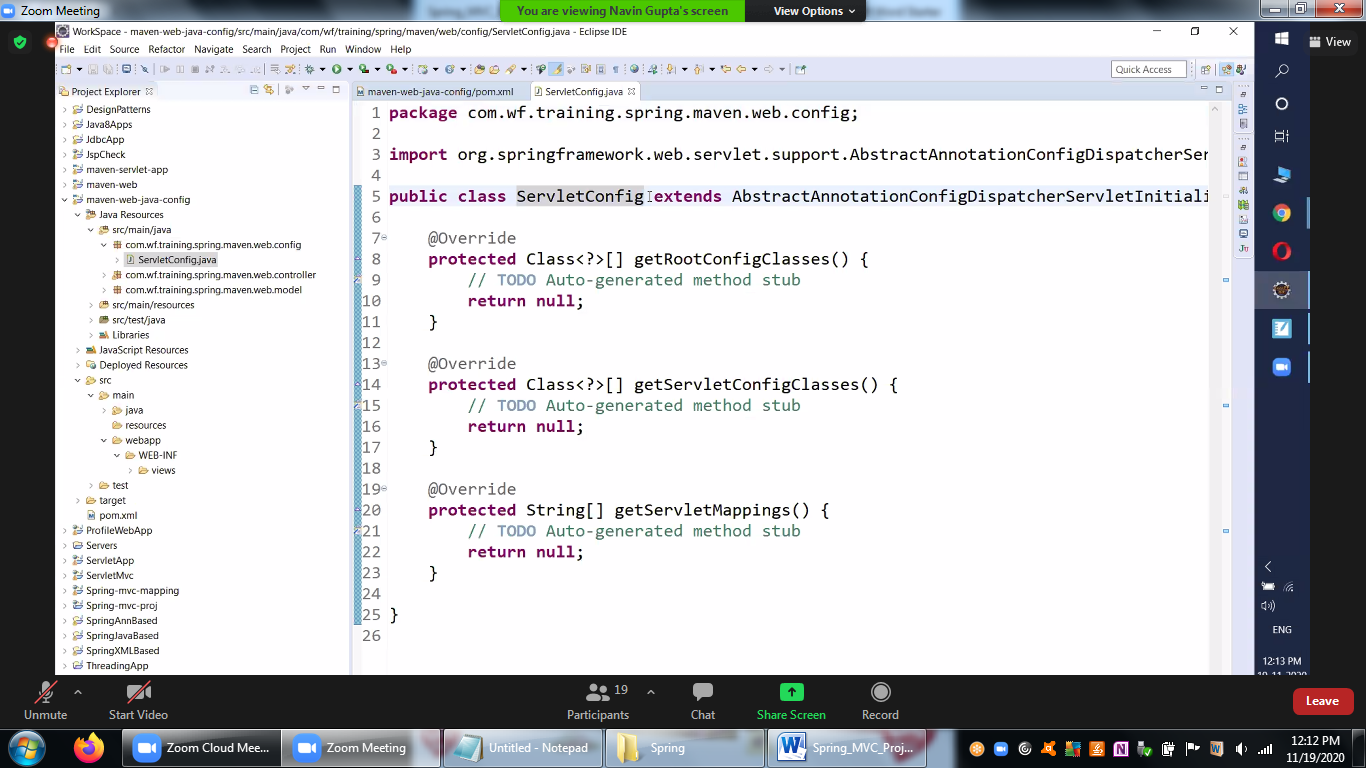 Zoom Meeting
You are viewing Navin Gupta's screen
View Options
WorkSpace - maven-web-java-config/src/main/java/com/wf/training/spring/maven/web/config/ServletConfig.java - Eclipse IDE
View
File Edit Source Refactor Navigate Search Project Run Window Help
Quick Access
Project Explorer
maven-web-java-config/pom.xml
ServletConfig.java
DesignPatterns
Java8Apps
JdbcApp
JspCheck
maven-servlet-app
maven-web
maven-web-java-config
Java Resources
src/main/java
com.wf.training.spring.maven.web.config
ServletConfig.java
com.wf.training.spring.maven.web.controller
com.wf.training.spring.maven.web.model
src/main/resources
src/test/java
Libraries
JavaScript Resources
Deployed Resources
src
main
java
resources
webapp
WEB-INF
views
test
target
pom.xml
ProfileWebApp
Servers
ServletApp
ServletMvc
Spring-mvc-mapping
Spring-mvc-proj
SpringAnnBased
SpringJavaBased
SpringXMLBased
ThreadingApp
1 package com.wf.training.spring.maven.web.config;
2
3 import org.springframework.web.servlet.support.AbstractAnnotationConfigDispatcherSer
4
5 public class ServletConfig extends AbstractAnnotationConfigDispatcherServletInitiali
6
7 @Override
8 protected Class<?>[] getRootConfigClasses() {
9 // TODO Auto-generated method stub
10 return null;
11 }
12
13 @Override
14 protected Class<?>[] getServletConfigClasses() {
15 // TODO Auto-generated method stub
16 return null;
17 }
18
19 @Override
20 protected String[] getServletMappings() {
21 // TODO Auto-generated method stub
22 return null;
23 }
24
25 }
26
ENG
12:13 PM
Unmute
Start Video
19
Participants
Chat
Share Screen
Record
Leave
Zoom Cloud Mee...
Zoom Meeting
Untitled - Notepad
Spring
Spring_MVC_Proj...
12:12 PM
11/19/2020